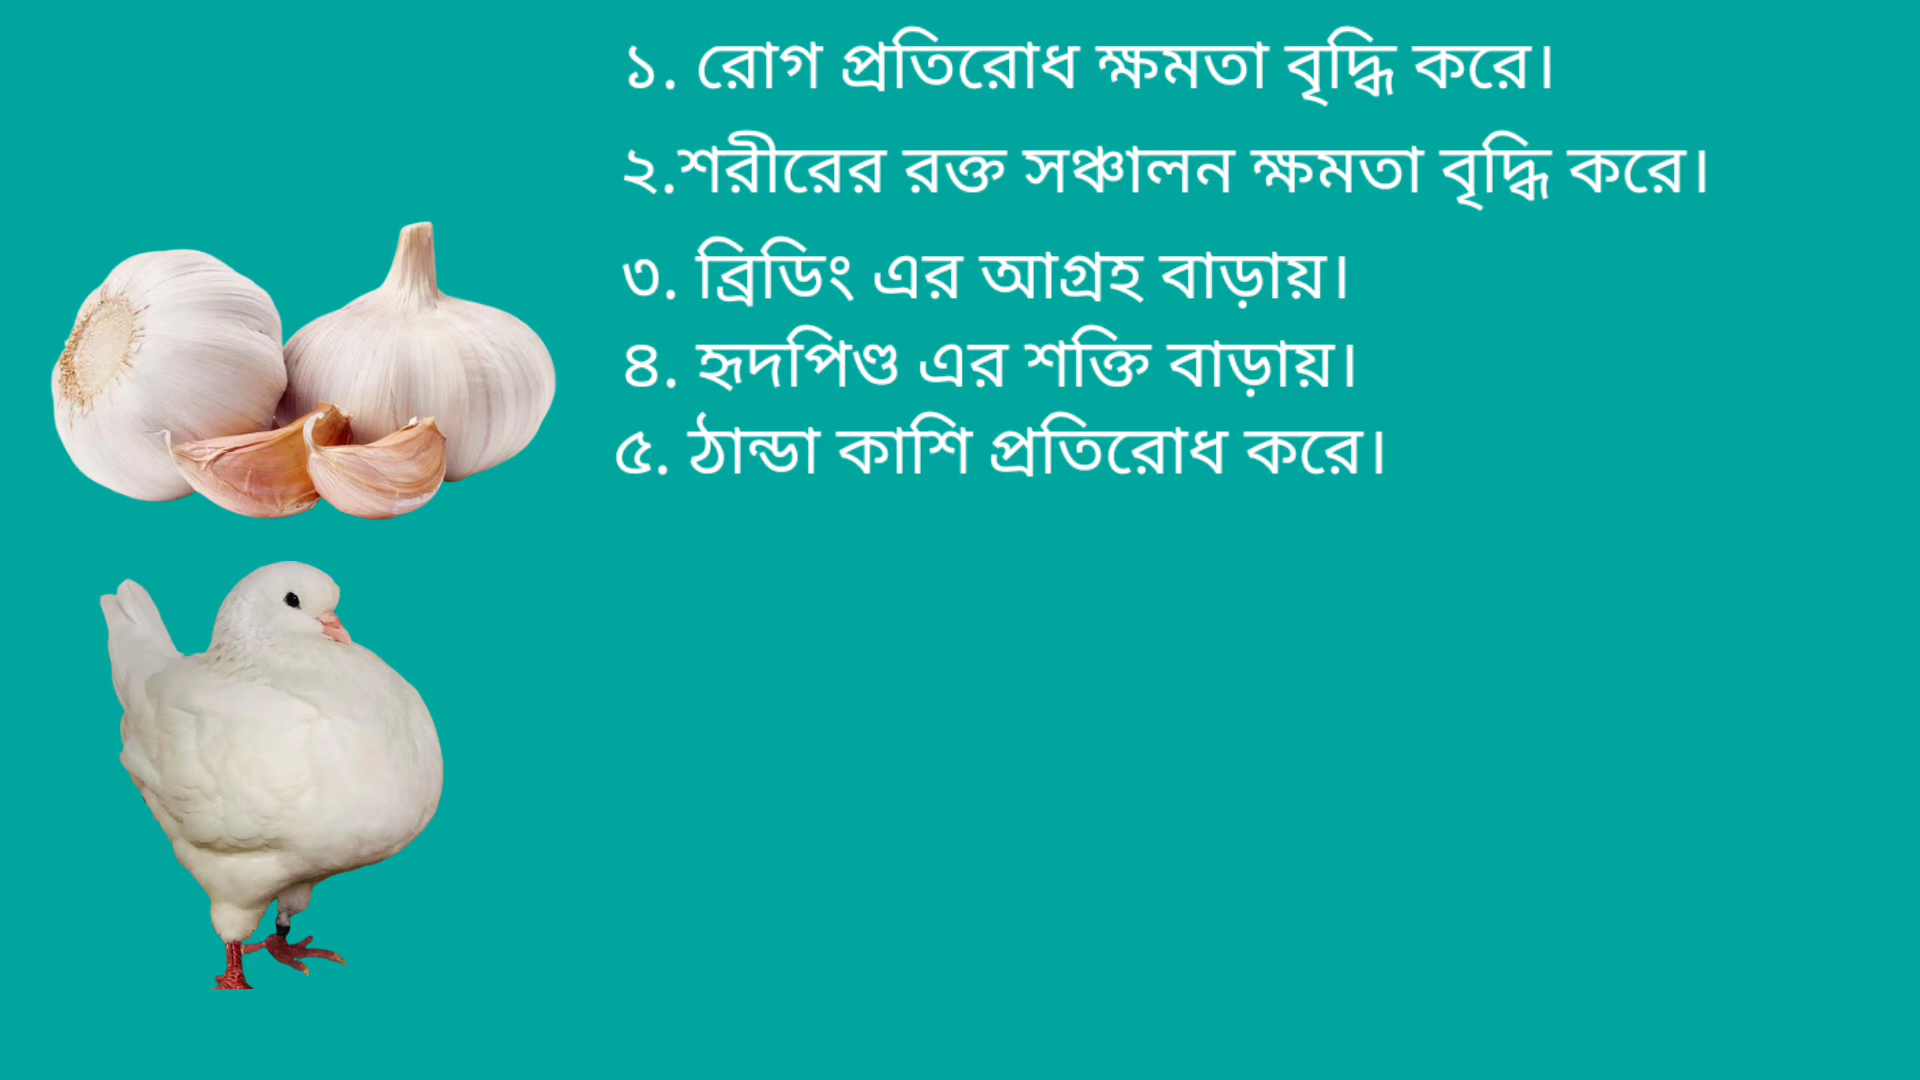 ১. রোগ প্রতিরোধ ক্ষমতা বৃদ্ধি করে।
২.শরীরের রক্ত সঞ্চালন ক্ষমতা বৃদ্ধি করে।
৩. ব্রিডিং এর আগ্রহ বাড়ায়।
৪. হৃদপিণ্ড এর শক্তি বাড়ায়।
৫. ঠান্ডা কাশি প্রতিরোধ করে।